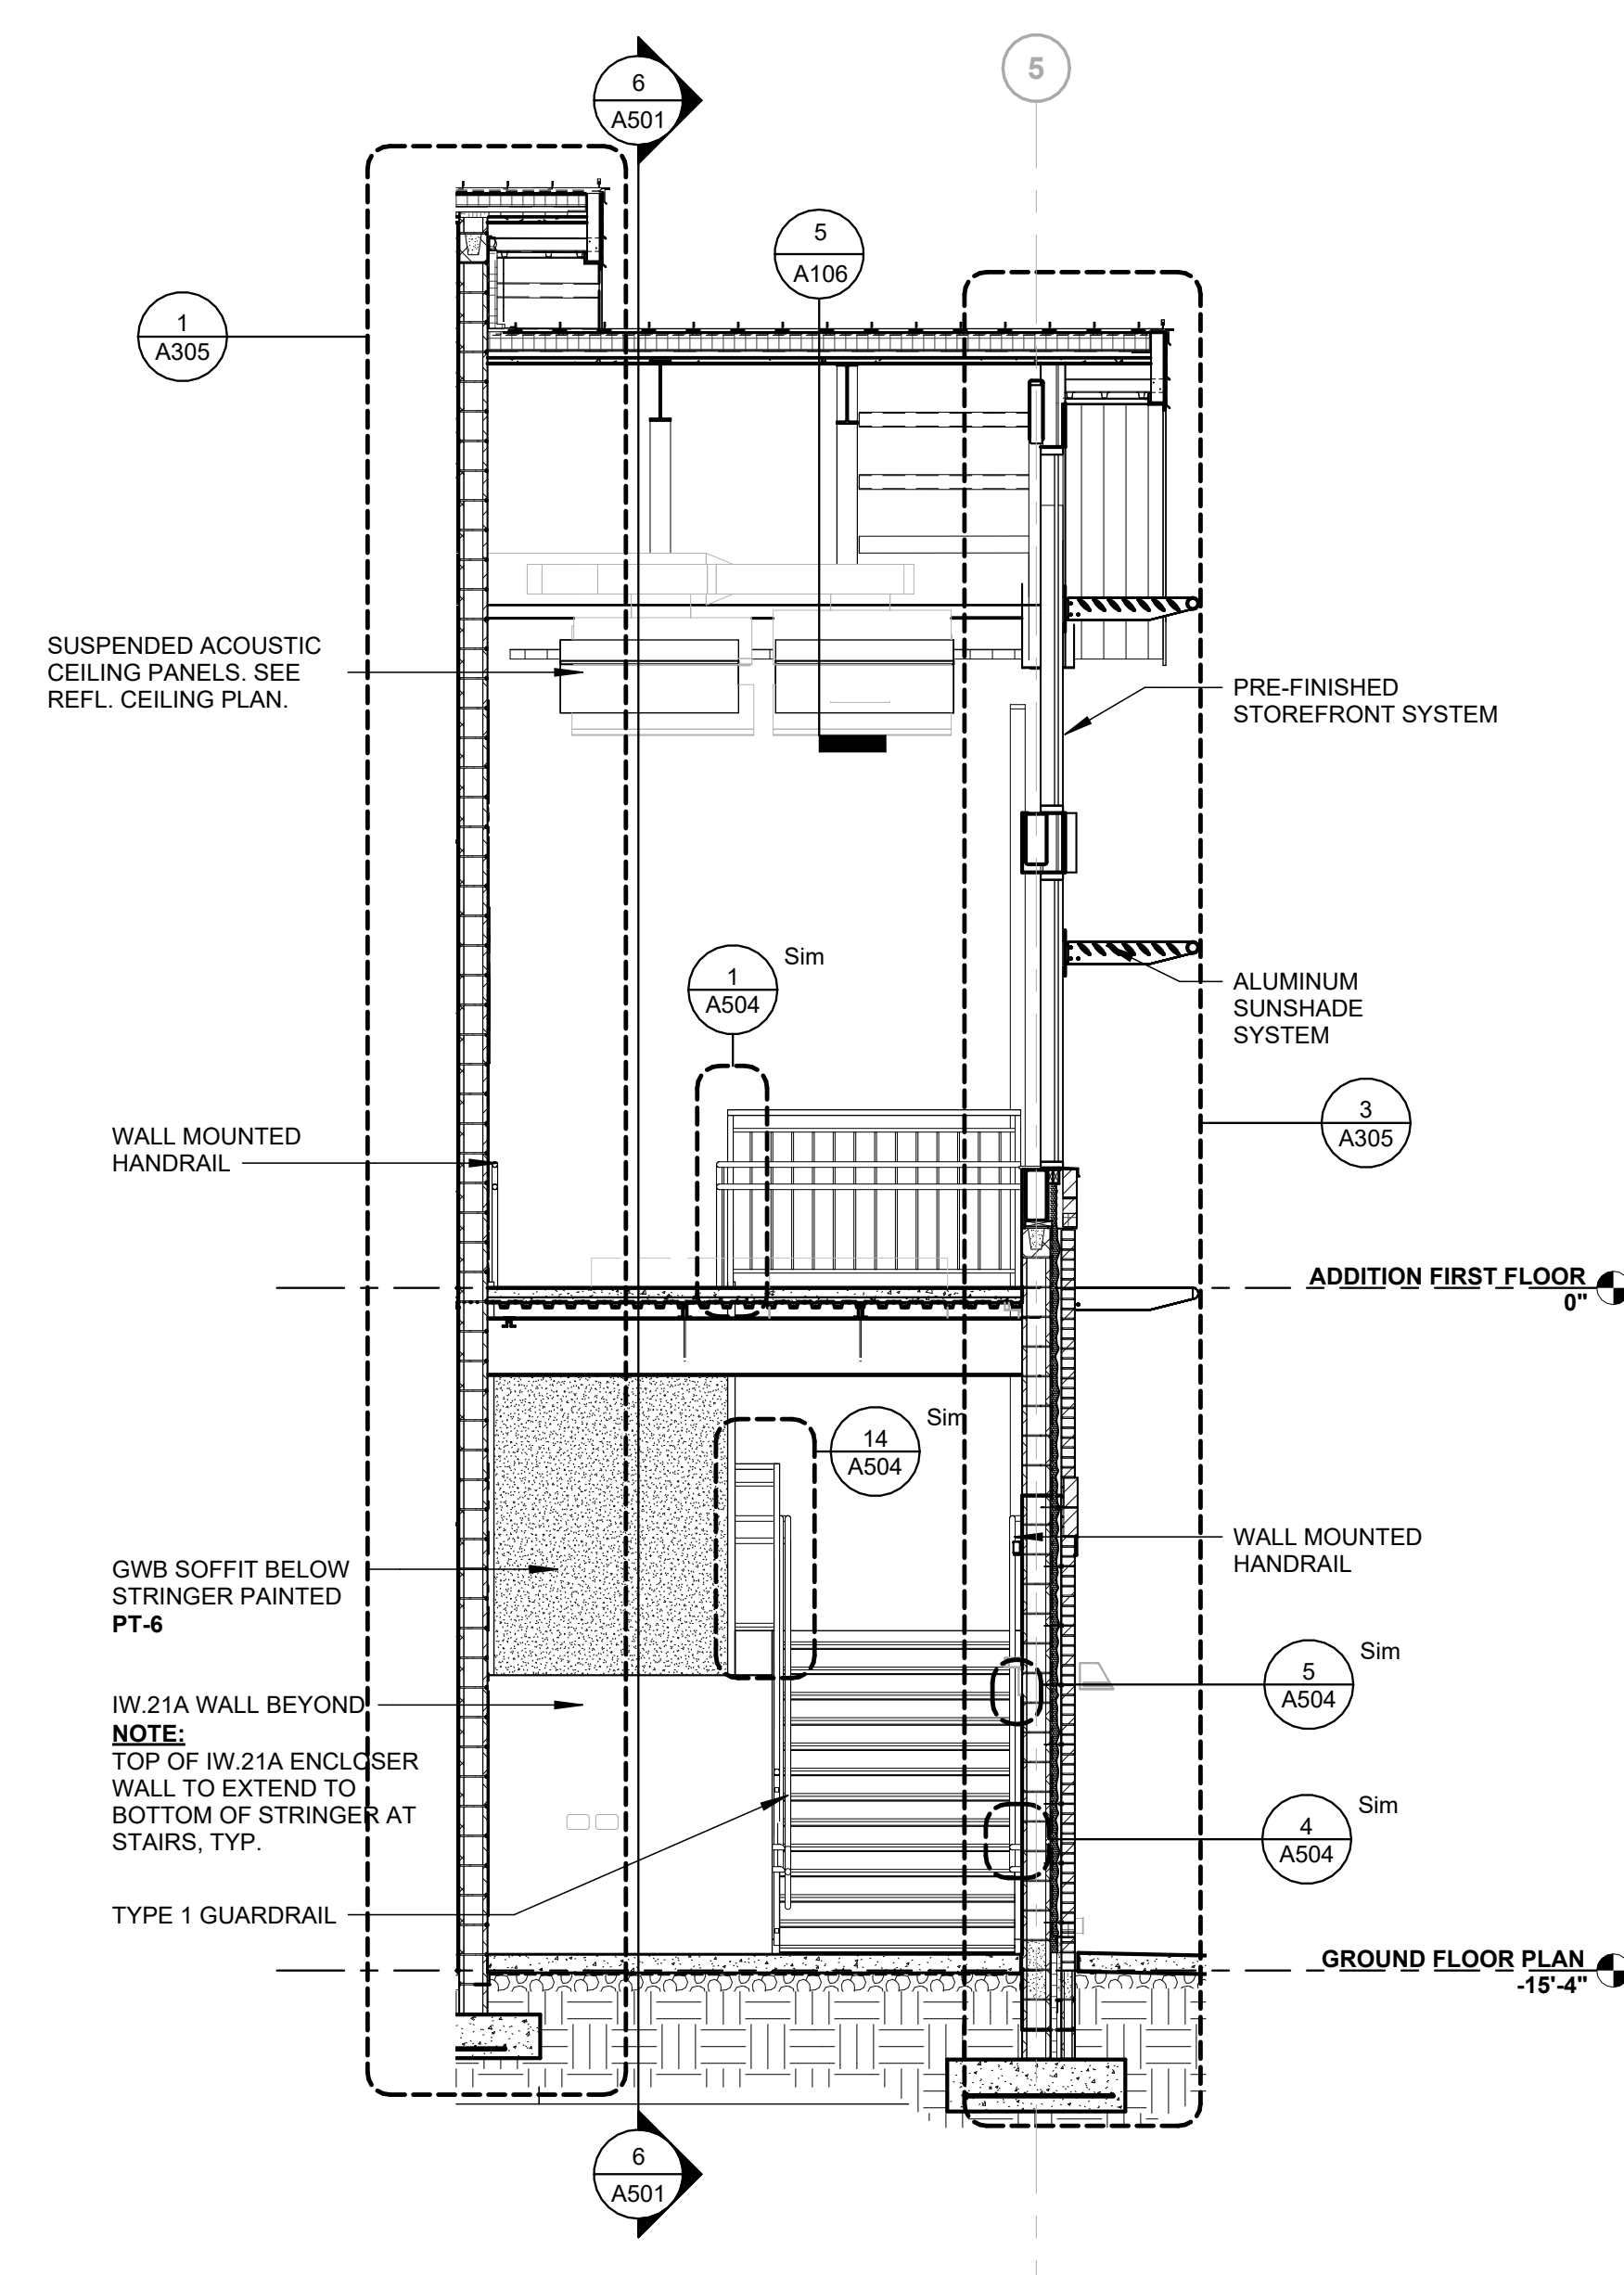 6
A501
5
5
A106
1
A305
SUSPENDED ACOUSTIC
CEILING PANELS. SEE
REFL. CEILING PLAN.
PRE-FINISHED
STOREFRONT SYSTEM
1
A504
Sim
ALUMINUM
SUNSHADE
SYSTEM
3
A305
WALL MOUNTED
HANDRAIL
ADDITION FIRST FLOOR
0"
14
A504
Sim
WALL MOUNTED
HANDRAIL
GWB SOFFIT BELOW
STRINGER PAINTED
PT-6
5
A504
Sim
IW.21A WALL BEYOND
NOTE:
TOP OF IW.21A ENCLOSER
WALL TO EXTEND TO
BOTTOM OF STRINGER AT
STAIRS, TYP.
4
A504
Sim
TYPE 1 GUARDRAIL
GROUND FLOOR PLAN
-15'-4"
6
A501